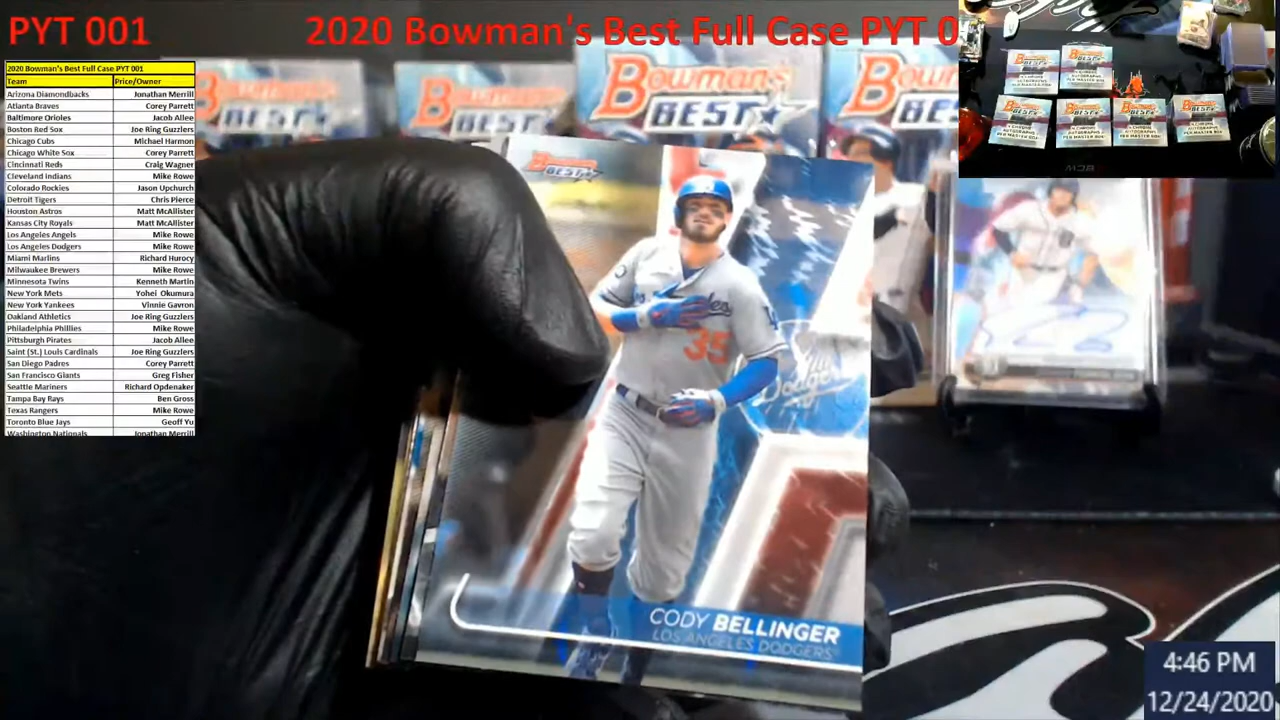 PYT 001
2020 Bowman's Best Full Case PYT 0
2020 Bowman's Best Full Case PYT 001
Team Price/Owner
Arizona Diamondbacks Jonathan Merrill
Atlanta Braves Corey Parrett
Baltimore Orioles Jacob Allee
Boston Red Sox Joe Ring Guzzlers
Chicago Cubs Michael Harmon
Chicago White Sox Corey Parrett
Cincinnati Reds Craig Wagner
Cleveland Indians Mike Rowe
Colorado Rockies Jason Upchurch
Detroit Tigers Chris Pierce
Houston Astros Matt McAllister
Kansas City Royals Matt McAllister
Los Angeles Angels Mike Rowe
Los Angeles Dodgers Mike Rowe
Miami Marlins Richard Hurocy
Milwaukee Brewers Mike Rowe
Minnesota Twins Kenneth Martin
New York Mets Yohei Okumura
New York Yankees Vinnie Gavron
Oakland Athletics Joe Ring Guzzlers
Philadelphia Phillies Mike Rowe
Pittsburgh Pirates Jacob Allee
Saint (St.) Louis Cardinals Joe Ring Guzzlers
San Diego Padres Corey Parrett
San Francisco Giants Greg Fisher
Seattle Mariners Richard Opdenaker
Tampa Bay Rays Ben Gross
Texas Rangers Mike Rowe
Toronto Blue Jays Geoff Yu
Washington Nationals Jonathan Merrill
BOWMAN'S
BEST
BOWMAN'S
BEST
BOWMAN'S
BEST
Bowman's
BEST
35
Dodgers
CODY BELLINGER
LOS ANGELES DODGERS
4:46 PM
12/24/2020